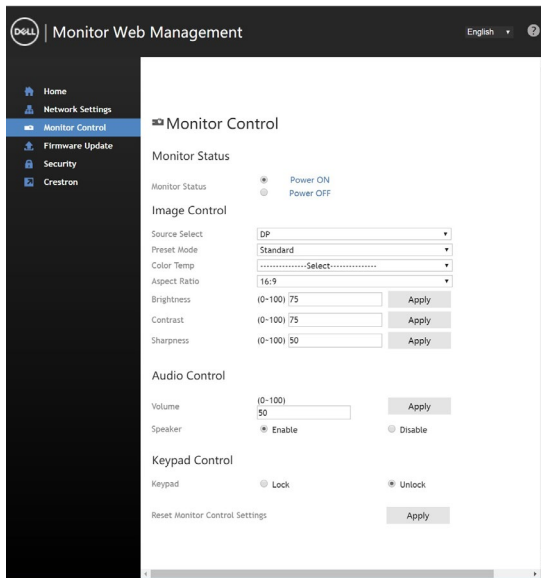 DELL | Monitor Web Management
English
?
Home
Network Settings
Monitor Control
Firmware Update
Security
Crestron
Monitor Control
Monitor Status
Monitor Status
Power ON
Power OFF
Image Control
Source Select DP
Preset Mode Standard
Color Temp ---------------Select---------------
Aspect Ratio 16:9
Brightness (0~100) 75 Apply
Contrast (0~100) 75 Apply
Sharpness (0~100) 50 Apply
Audio Control
(0~100)
Volume 50 Apply
Speaker Enable Disable
Keypad Control
Keypad Lock Unlock
Reset Monitor Control Settings Apply